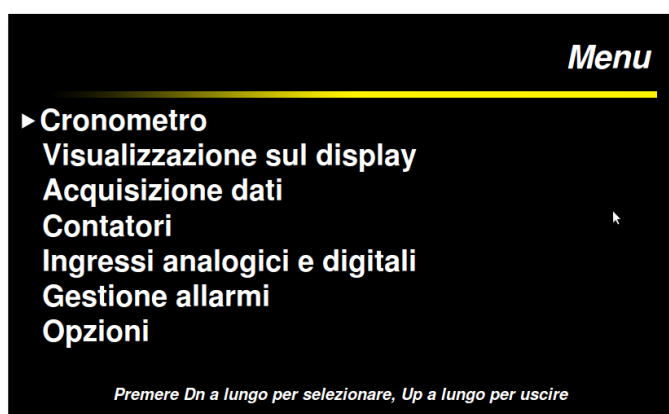 Menu
Cronometro
Visualizzazione sul display
Acquisizione dati
Contatori
Ingressi analogici e digitali
Gestione allarmi
Opzioni
Premere Dn a lungo per selezionare, Up a lungo per uscire